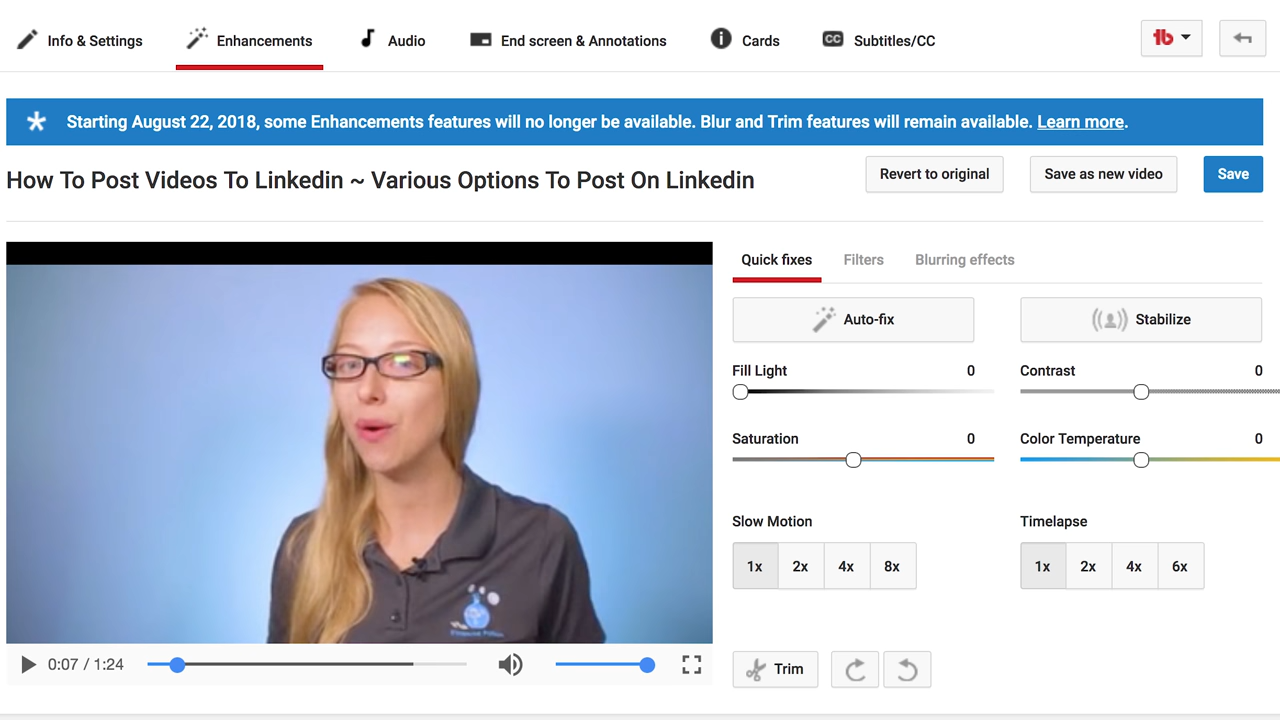 Info & Settings
Enhancements
Audio
End screen & Annotations
Cards
CC Subtitles/CC
Starting August 22, 2018, some Enhancements features will no longer be available. Blur and Trim features will remain available. Learn more.
How To Post Videos To Linkedin ~ Various Options To Post On Linkedin
Revert to original
Save as new video
Save
Quick fixes
Filters
Blurring effects
Auto-fix
Stabilize
Fill Light 0
Contrast 0
Saturation 0
Color Temperature 0
Slow Motion
Timelapse
1x 2x 4x 8x
1x 2x 4x 6x
0:07 / 1:24
Trim